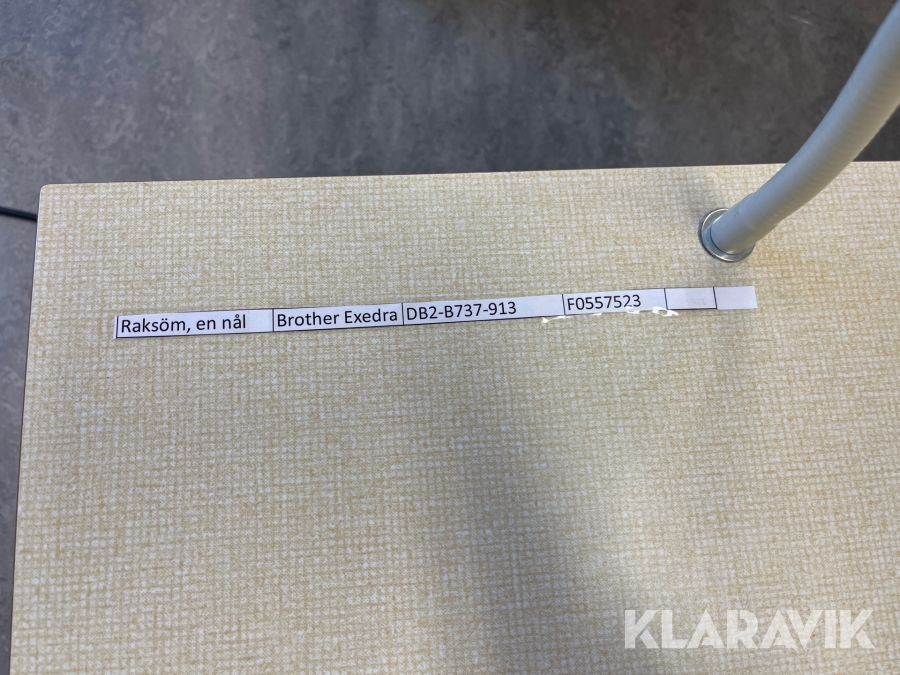 Raksöm, en nål Brother Exedra DB2-B737-913 F0557523
KLARAVIK